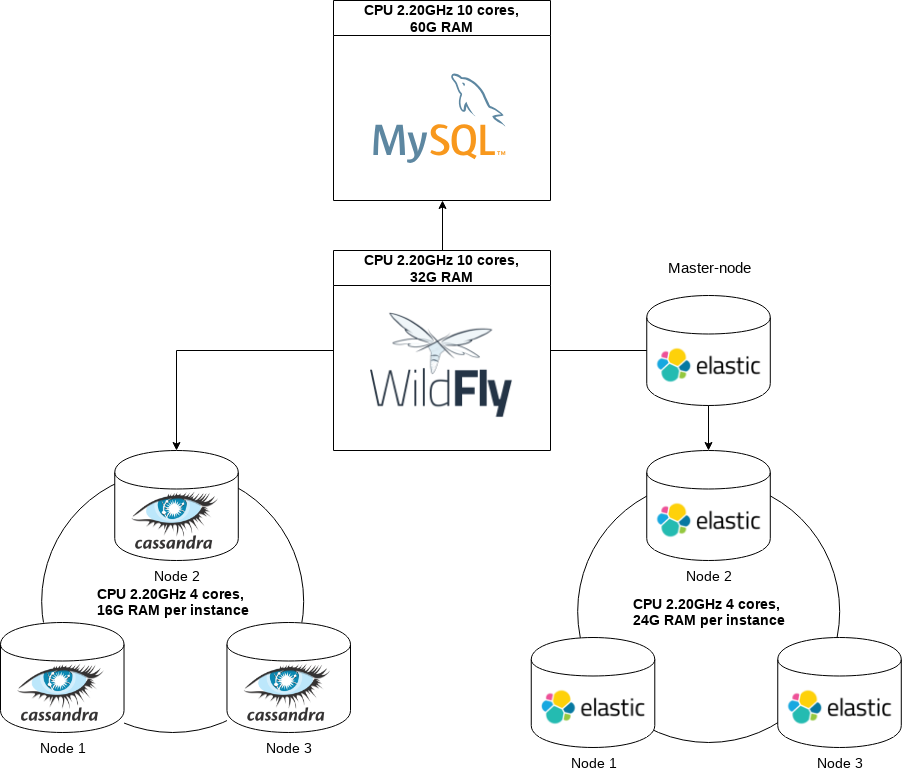 CPU 2.20GHz 10 cores,
60G RAM
MySQL™
CPU 2.20GHz 10 cores,
32G RAM
WildFly
Master-node
elastic
cassandra
Node 2
CPU 2.20GHz 4 cores,
16G RAM per instance
cassandra
Node 1
cassandra
Node 3
elastic
Node 2
CPU 2.20GHz 4 cores,
24G RAM per instance
elastic
Node 1
elastic
Node 3